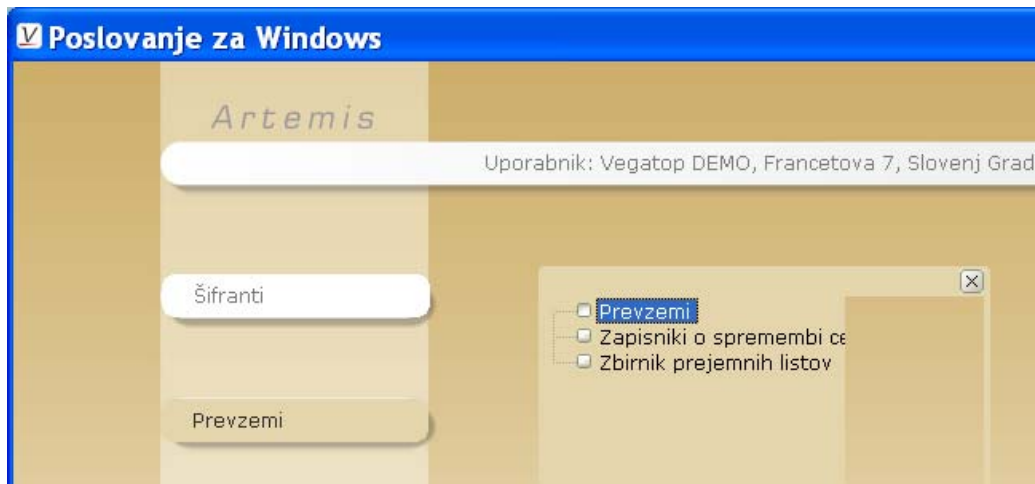 Poslovanje za Windows
Artemis
Uporabnik: Vegatop DEMO, Francetova 7, Slovenj Grad
Šifranti
Prevzemi
Zapisniki o spremembi ce
Zbirnik prejemnih listov
Prevzemi